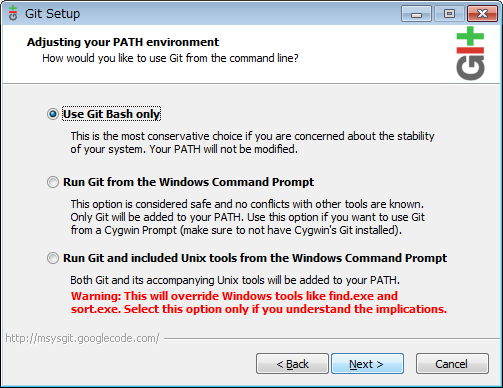 Git Setup
Adjusting your PATH environment
How would you like to use Git from the command line?
Use Git Bash only
This is the most conservative choice if you are concerned about the stability
of your system. Your PATH will not be modified.
Run Git from the Windows Command Prompt
This option is considered safe and no conflicts with other tools are known.
Only Git will be added to your PATH. Use this option if you want to use Git
from a Cygwin Prompt (make sure to not have Cygwin's Git installed).
Run Git and included Unix tools from the Windows Command Prompt
Both Git and its accompanying Unix tools will be added to your PATH.
Warning: This will override Windows tools like find.exe and
sort.exe. Select this option only if you understand the implications.
http://msysgit.googlecode.com/
< Back
Next >
Cancel